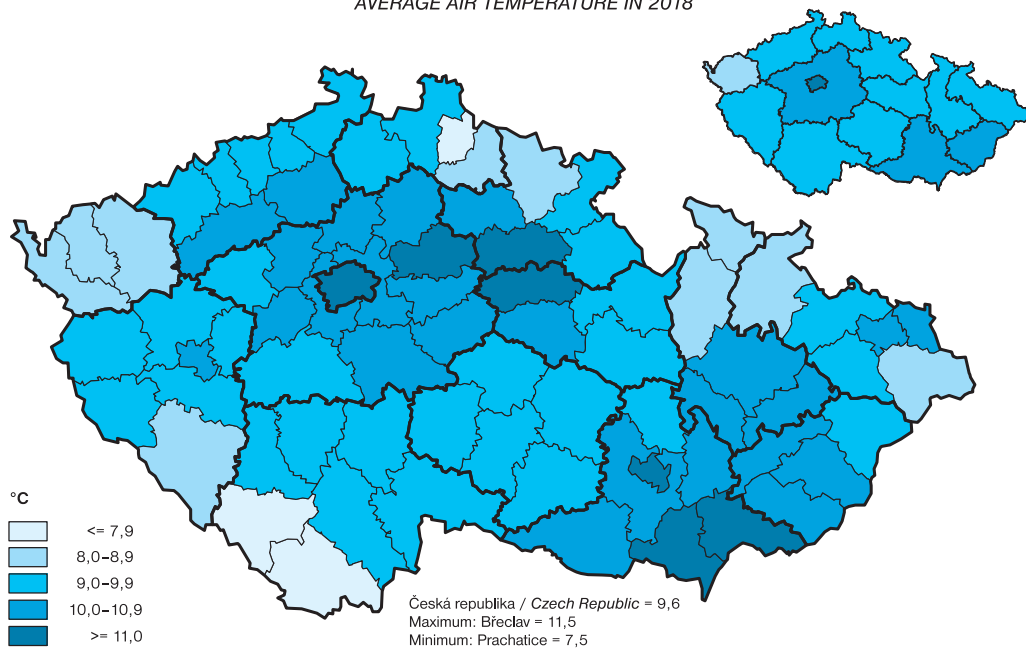 AVERAGE AIR TEMPERATURE IN 2018
°C
<= 7,9
8,0–8,9
9,0–9,9
10,0–10,9
>= 11,0
Česká republika / Czech Republic = 9,6
Maximum: Břeclav = 11,5
Minimum: Prachatice = 7,5